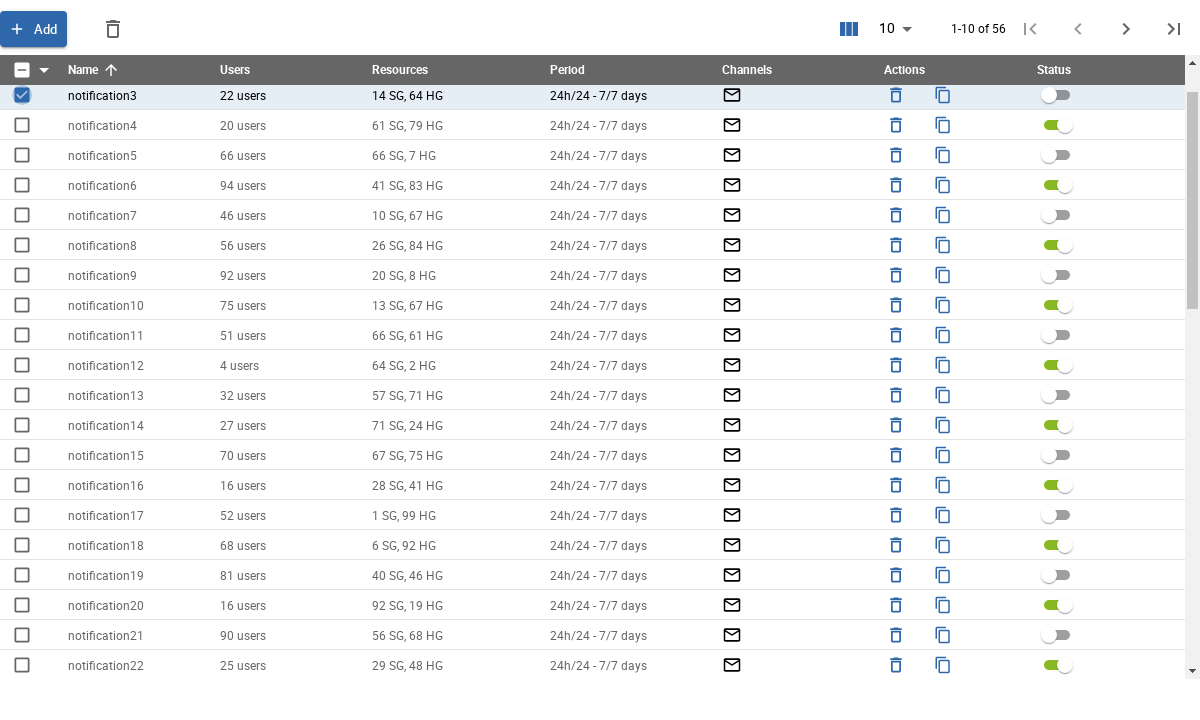 Add 10 1-10 of 56
Name Users Resources Period Channels Actions Status
notification3 22 users 14 SG, 64 HG 24h/24 - 7/7 days
notification4 20 users 61 SG, 79 HG 24h/24 - 7/7 days
notification5 66 users 66 SG, 7 HG 24h/24 - 7/7 days
notification6 94 users 41 SG, 83 HG 24h/24 - 7/7 days
notification7 46 users 10 SG, 67 HG 24h/24 - 7/7 days
notification8 56 users 26 SG, 84 HG 24h/24 - 7/7 days
notification9 92 users 20 SG, 8 HG 24h/24 - 7/7 days
notification10 75 users 13 SG, 67 HG 24h/24 - 7/7 days
notification11 51 users 66 SG, 61 HG 24h/24 - 7/7 days
notification12 4 users 64 SG, 2 HG 24h/24 - 7/7 days
notification13 32 users 57 SG, 71 HG 24h/24 - 7/7 days
notification14 27 users 71 SG, 24 HG 24h/24 - 7/7 days
notification15 70 users 67 SG, 75 HG 24h/24 - 7/7 days
notification16 16 users 28 SG, 41 HG 24h/24 - 7/7 days
notification17 52 users 1 SG, 99 HG 24h/24 - 7/7 days
notification18 68 users 6 SG, 92 HG 24h/24 - 7/7 days
notification19 81 users 40 SG, 46 HG 24h/24 - 7/7 days
notification20 16 users 92 SG, 19 HG 24h/24 - 7/7 days
notification21 90 users 56 SG, 68 HG 24h/24 - 7/7 days
notification22 25 users 29 SG, 48 HG 24h/24 - 7/7 days